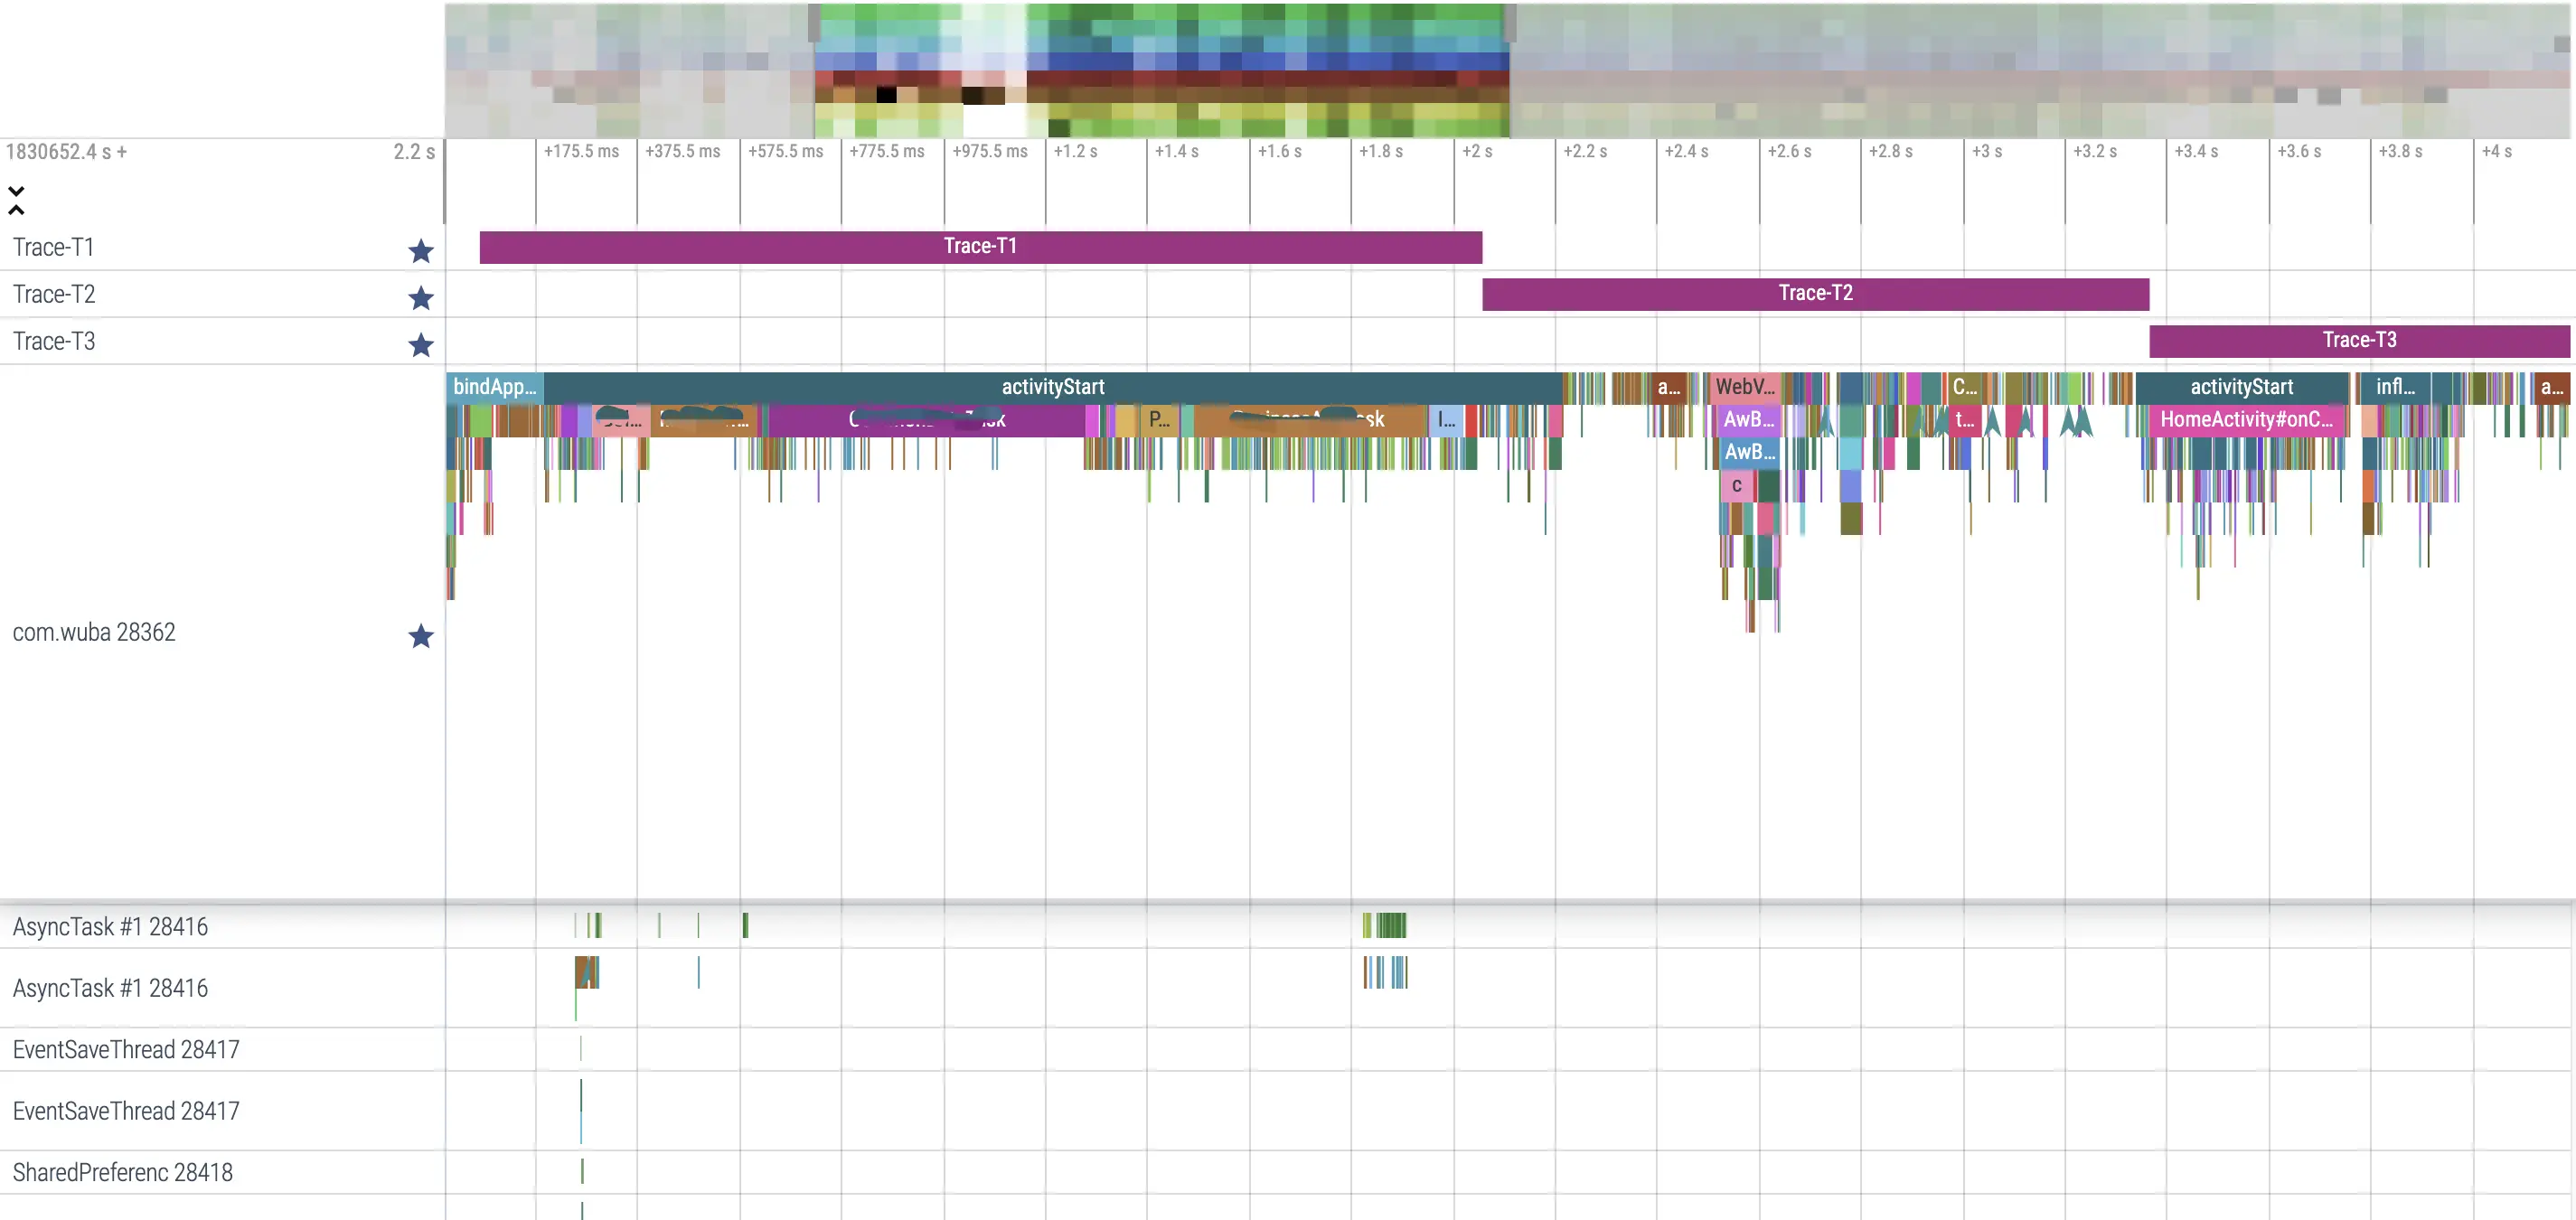 1830652.4 s + 2.2 s +175.5 ms +375.5 ms +575.5 ms +775.5 ms +975.5 ms +1.2 s +1.4 s +1.6 s +1.8 s +2 s +2.2 s +2.4 s +2.6 s +2.8 s +3 s +3.2 s +3.4 s +3.6 s +3.8 s +4 s
Trace-T1 Trace-T1
Trace-T2 Trace-T2
Trace-T3 Trace-T3
bindApp... activityStart a... WebV... C... activityStart infl... a...
P... sk I... AwB... t... HomeActivity#onC...
AwB...
c
com.wuba 28362
AsyncTask #1 28416
AsyncTask #1 28416
EventSaveThread 28417
EventSaveThread 28417
SharedPreferenc 28418